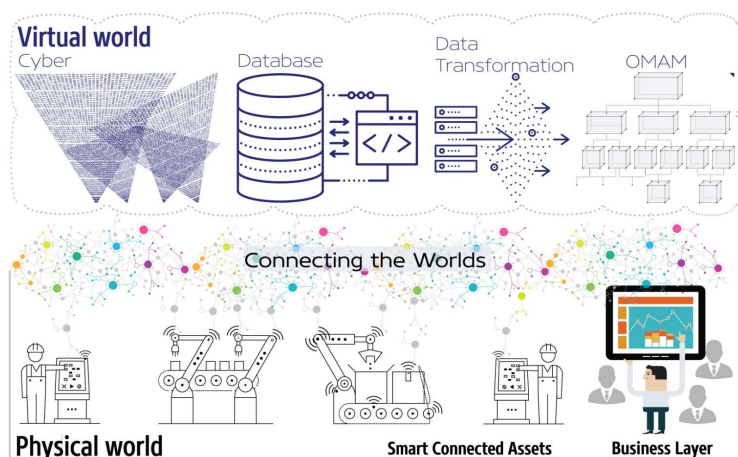 Virtual world
Cyber
Database
Data
Transformation
OMAM
</>
Connecting the Worlds
Physical world
Smart Connected Assets
Business Layer